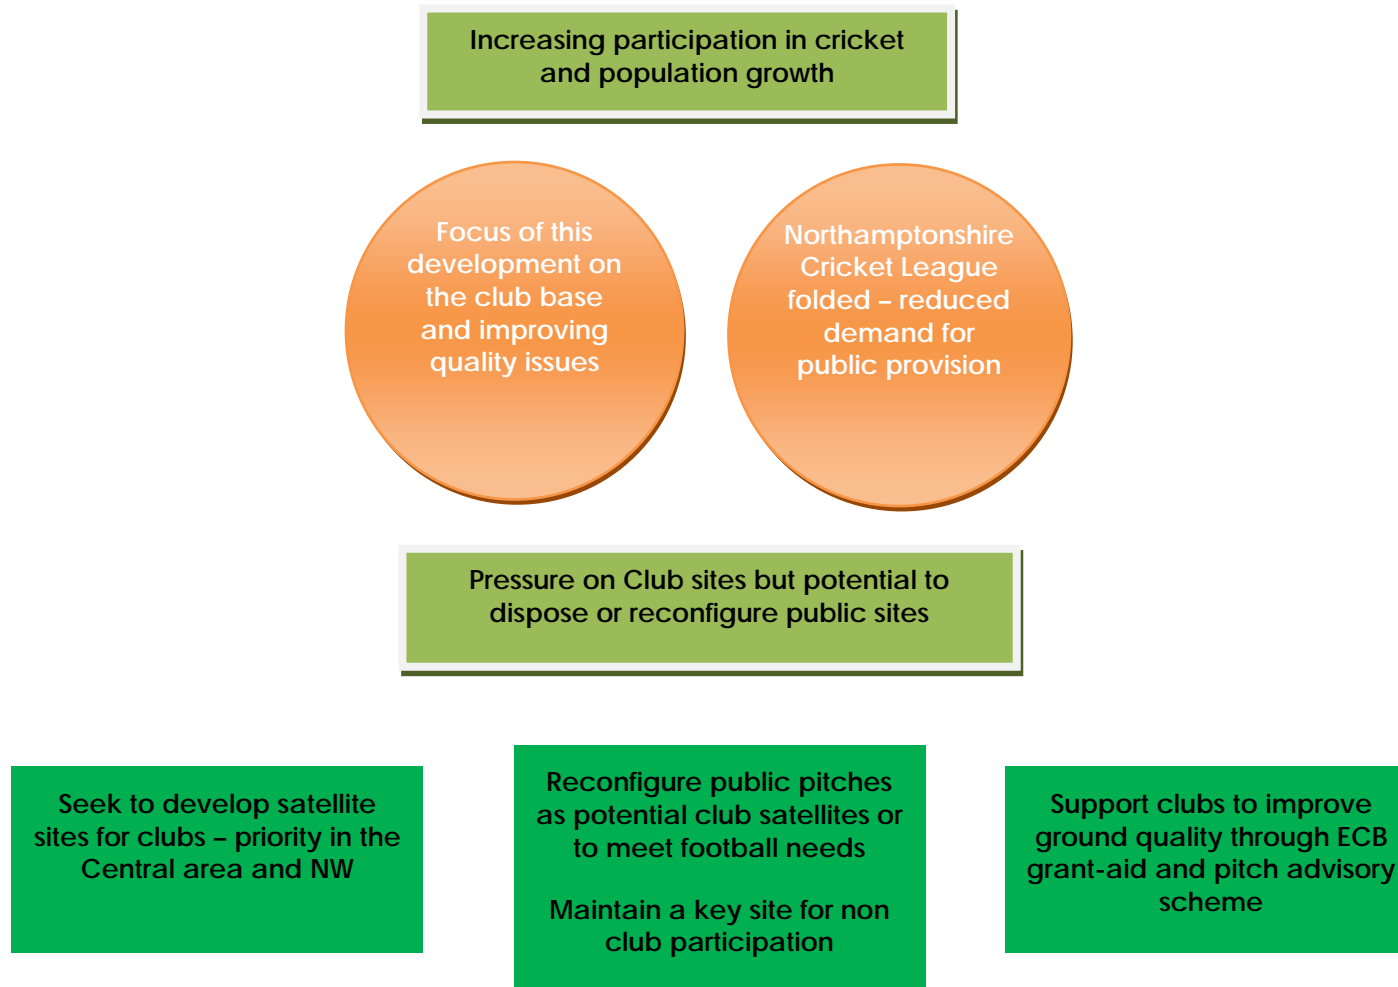 Increasing participation in cricket
and population growth
Focus of this
development on
the club base
and improving
quality issues
Northamptonshire
Cricket League
folded – reduced
demand for
public provision
Pressure on Club sites but potential to
dispose or reconfigure public sites
Seek to develop satellite
sites for clubs – priority in the
Central area and NW
Reconfigure public pitches
as potential club satellites or
to meet football needs
Maintain a key site for non
club participation
Support clubs to improve
ground quality through ECB
grant-aid and pitch advisory
scheme